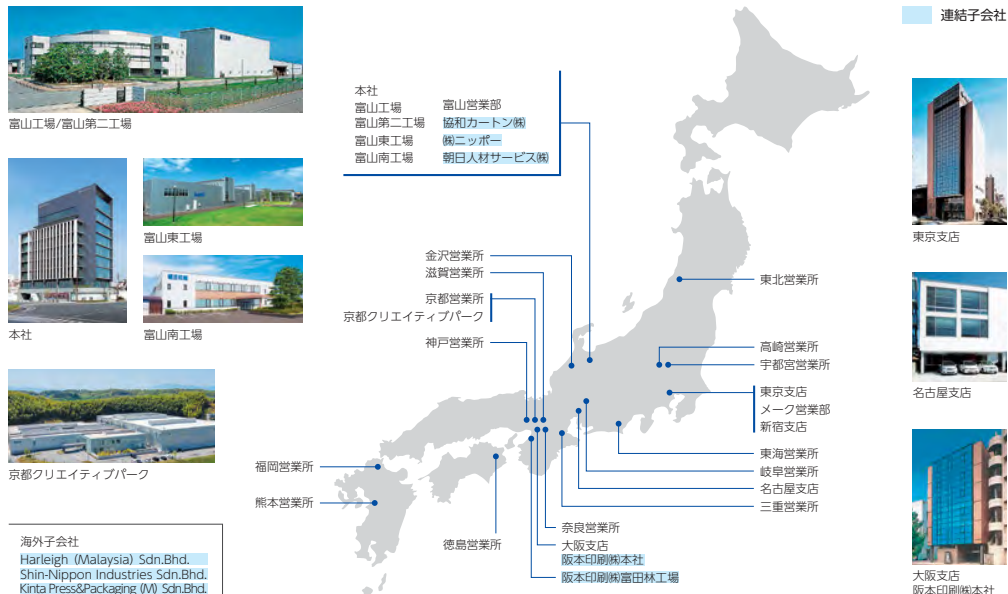 連結子会社
富山工場/富山第二工場
本社
富山東工場
富山南工場
京都クリエイティブパーク
海外子会社
Harleigh (Malaysia) Sdn.Bhd.
Shin-Nippon Industries Sdn.Bhd.
Kinta Press&Packaging (M) Sdn.Bhd.
本社
富山工場
富山第二工場
富山東工場
富山南工場
富山営業部
協和カートン㈱
㈱ニッポー
朝日人材サービス㈱
金沢営業所
滋賀営業所
京都営業所
京都クリエイティブパーク
神戸営業所
福岡営業所
熊本営業所
徳島営業所
東北営業所
高崎営業所
宇都宮営業所
東京支店
メーク営業部
新宿支店
東海営業所
岐阜営業所
名古屋支店
三重営業所
奈良営業所
大阪支店
阪本印刷㈱本社
阪本印刷㈱富田林工場
東京支店
名古屋支店
大阪支店
阪本印刷㈱本社